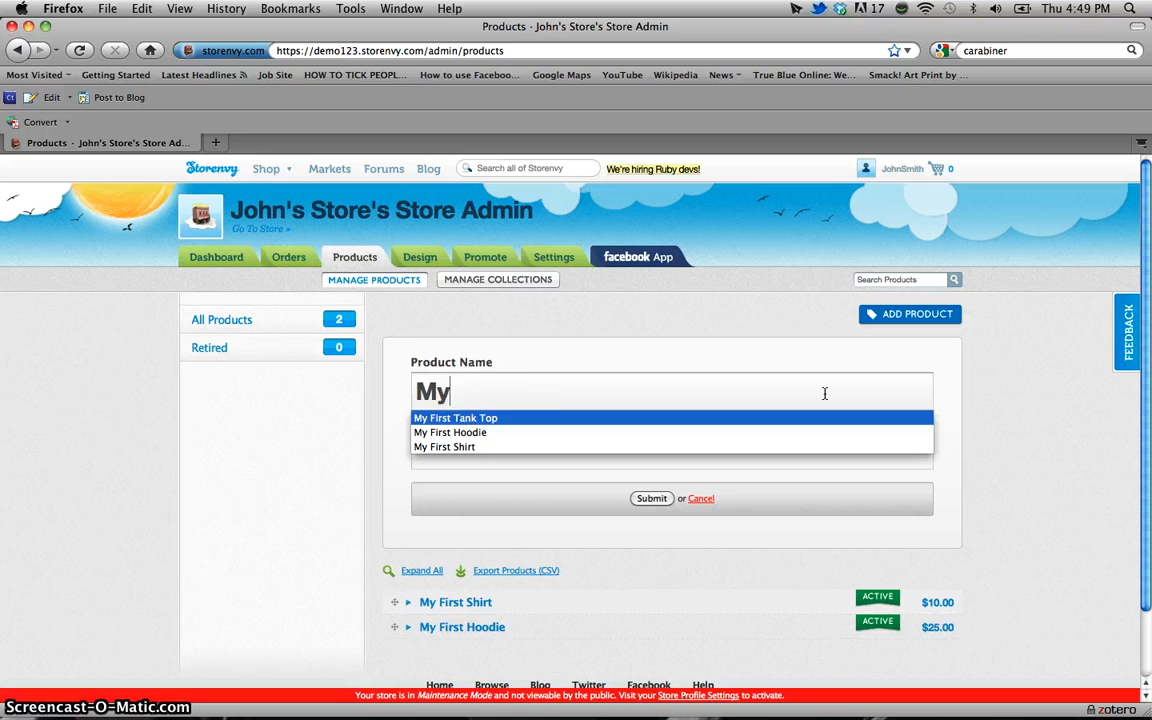 Firefox File Edit View History Bookmarks Tools Window Help 17 Thu 4:49 PM
Products · John's Store's Store Admin
storenvy.com https://demo123.storenvy.com/admin/products carabiner
Most Visited Getting Started Latest Headlines Job Site HOW TO TICK PEOPL... How to use Faceboo... Google Maps YouTube Wikipedia News True Blue Online: We... Smack! Art Print by ...
Ct Edit Post to Blog
Convert
Products · John's Store's Store Ad... +
Storenvy Shop Markets Forums Blog Search all of Storenvy We're hiring Ruby devs! JohnSmith 0
John's Store's Store Admin
Go To Store »
Dashboard Orders Products Design Promote Settings facebook App
MANAGE PRODUCTS MANAGE COLLECTIONS Search Products
All Products 2
Retired 0
ADD PRODUCT
FEEDBACK
Product Name
My
My First Tank Top
My First Hoodie
My First Shirt
Submit or Cancel
Expand All Export Products (CSV)
My First Shirt ACTIVE $10.00
My First Hoodie ACTIVE $25.00
Home Browse Blog Twitter Facebook Help
Your store is in Maintenance Mode and not viewable by the public. Visit your Store Profile Settings to activate.
Screencast-O-Matic.com zotero